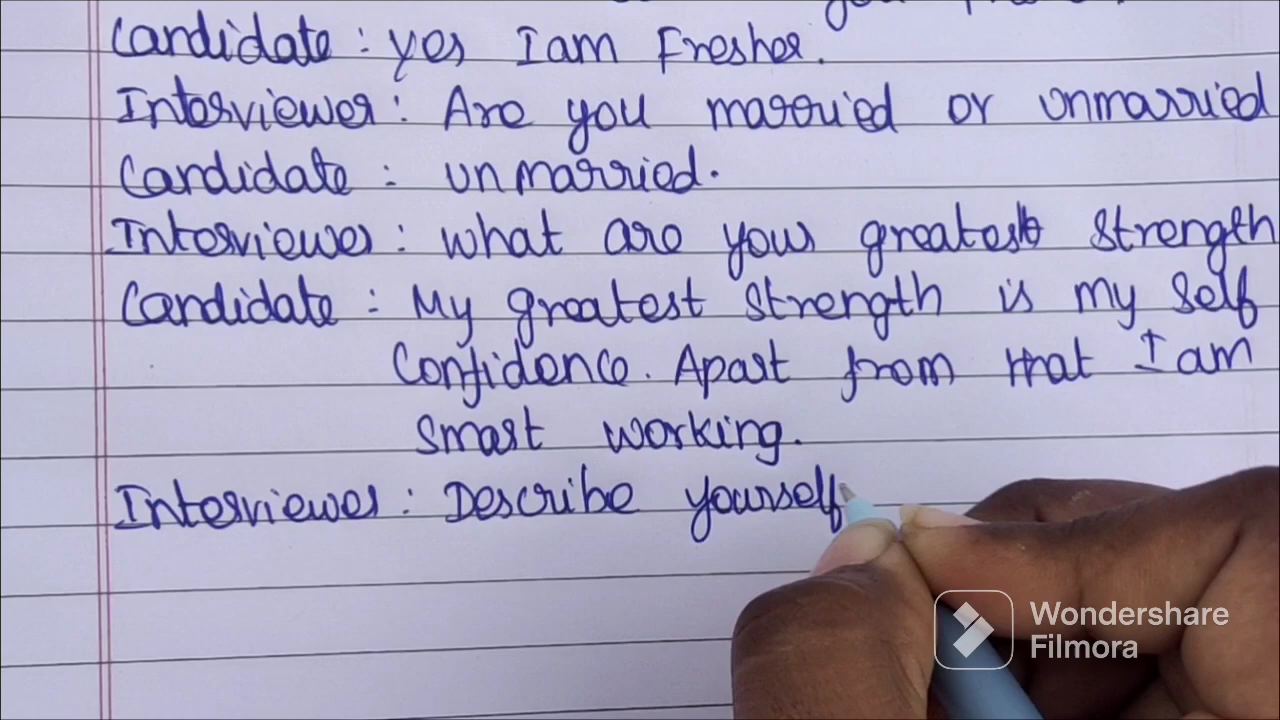 Candidate : yes I am Fresher.
Interviewer : Are you married or unmarried
Candidate : unmarried.
Interviewer : what are your greatest strength
Candidate : My greatest strength is my self
Confidence. Apart from that I am
smart working.
Interviewer : Describe yourself
Wondershare
Filmora